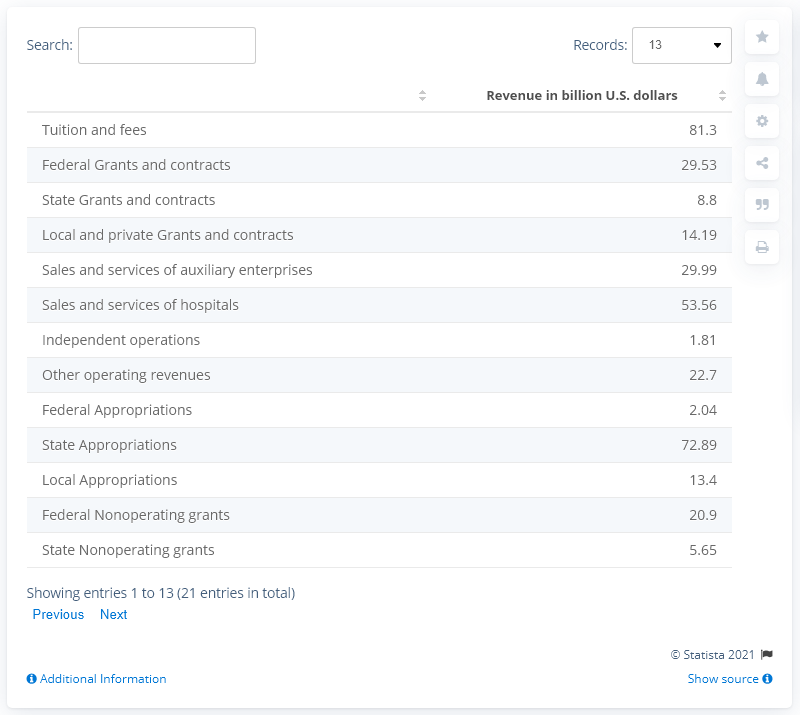 Search: Records: 13
Revenue in billion U.S. dollars
Tuition and fees 81.3
Federal Grants and contracts 29.53
State Grants and contracts 8.8
Local and private Grants and contracts 14.19
Sales and services of auxiliary enterprises 29.99
Sales and services of hospitals 53.56
Independent operations 1.81
Other operating revenues 22.7
Federal Appropriations 2.04
State Appropriations 72.89
Local Appropriations 13.4
Federal Nonoperating grants 20.9
State Nonoperating grants 5.65
Showing entries 1 to 13 (21 entries in total)
Previous Next
© Statista 2021
Additional Information Show source